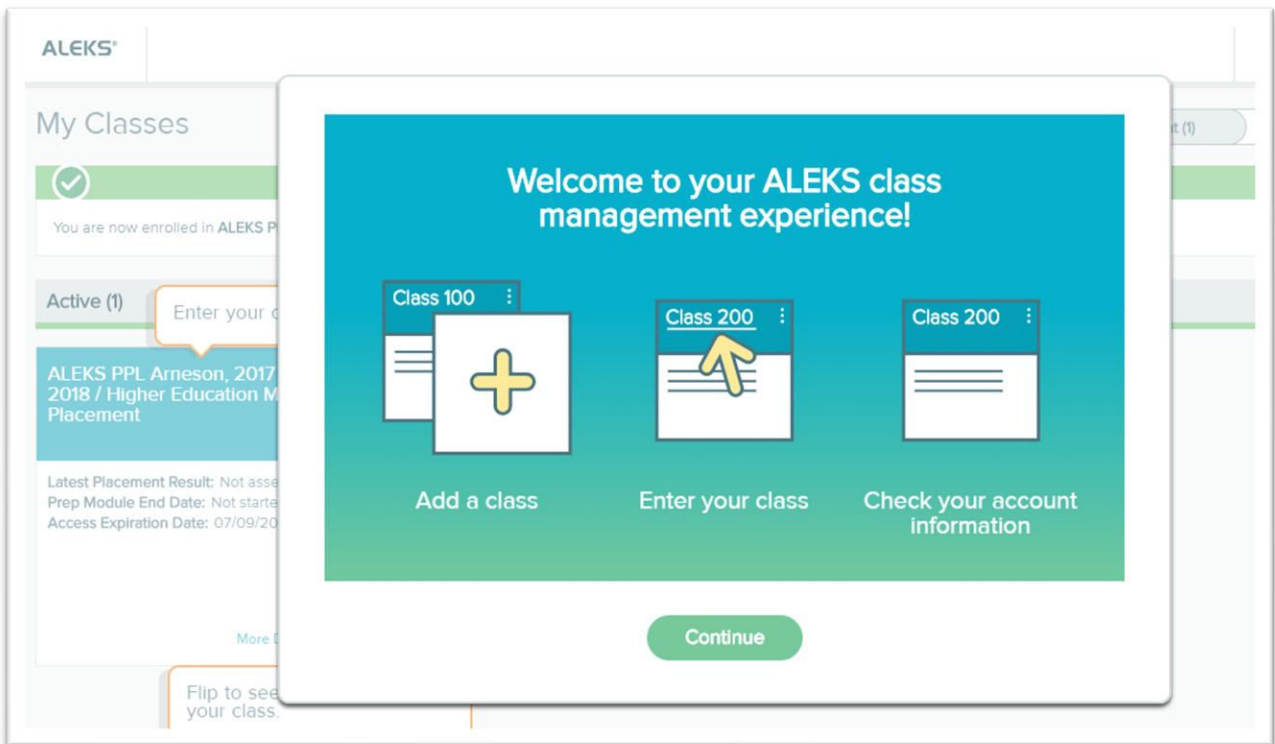 ALEKS®
My Classes
t (1)
You are now enrolled in ALEKS P
Active (1)
Enter your c
ALEKS PPL Arneson, 2017
2018 / Higher Education M
Placement
Latest Placement Result: Not asse
Prep Module End Date: Not starte
Access Expiration Date: 07/09/20
More D
Flip to see
your class.
Welcome to your ALEKS class
management experience!
Class 100
Class 200
Class 200
Add a class
Enter your class
Check your account
information
Continue